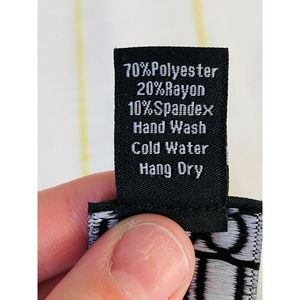 70%Polyester
20%Rayon
10%Spandex
Hand Wash
Cold Water
Hang Dry